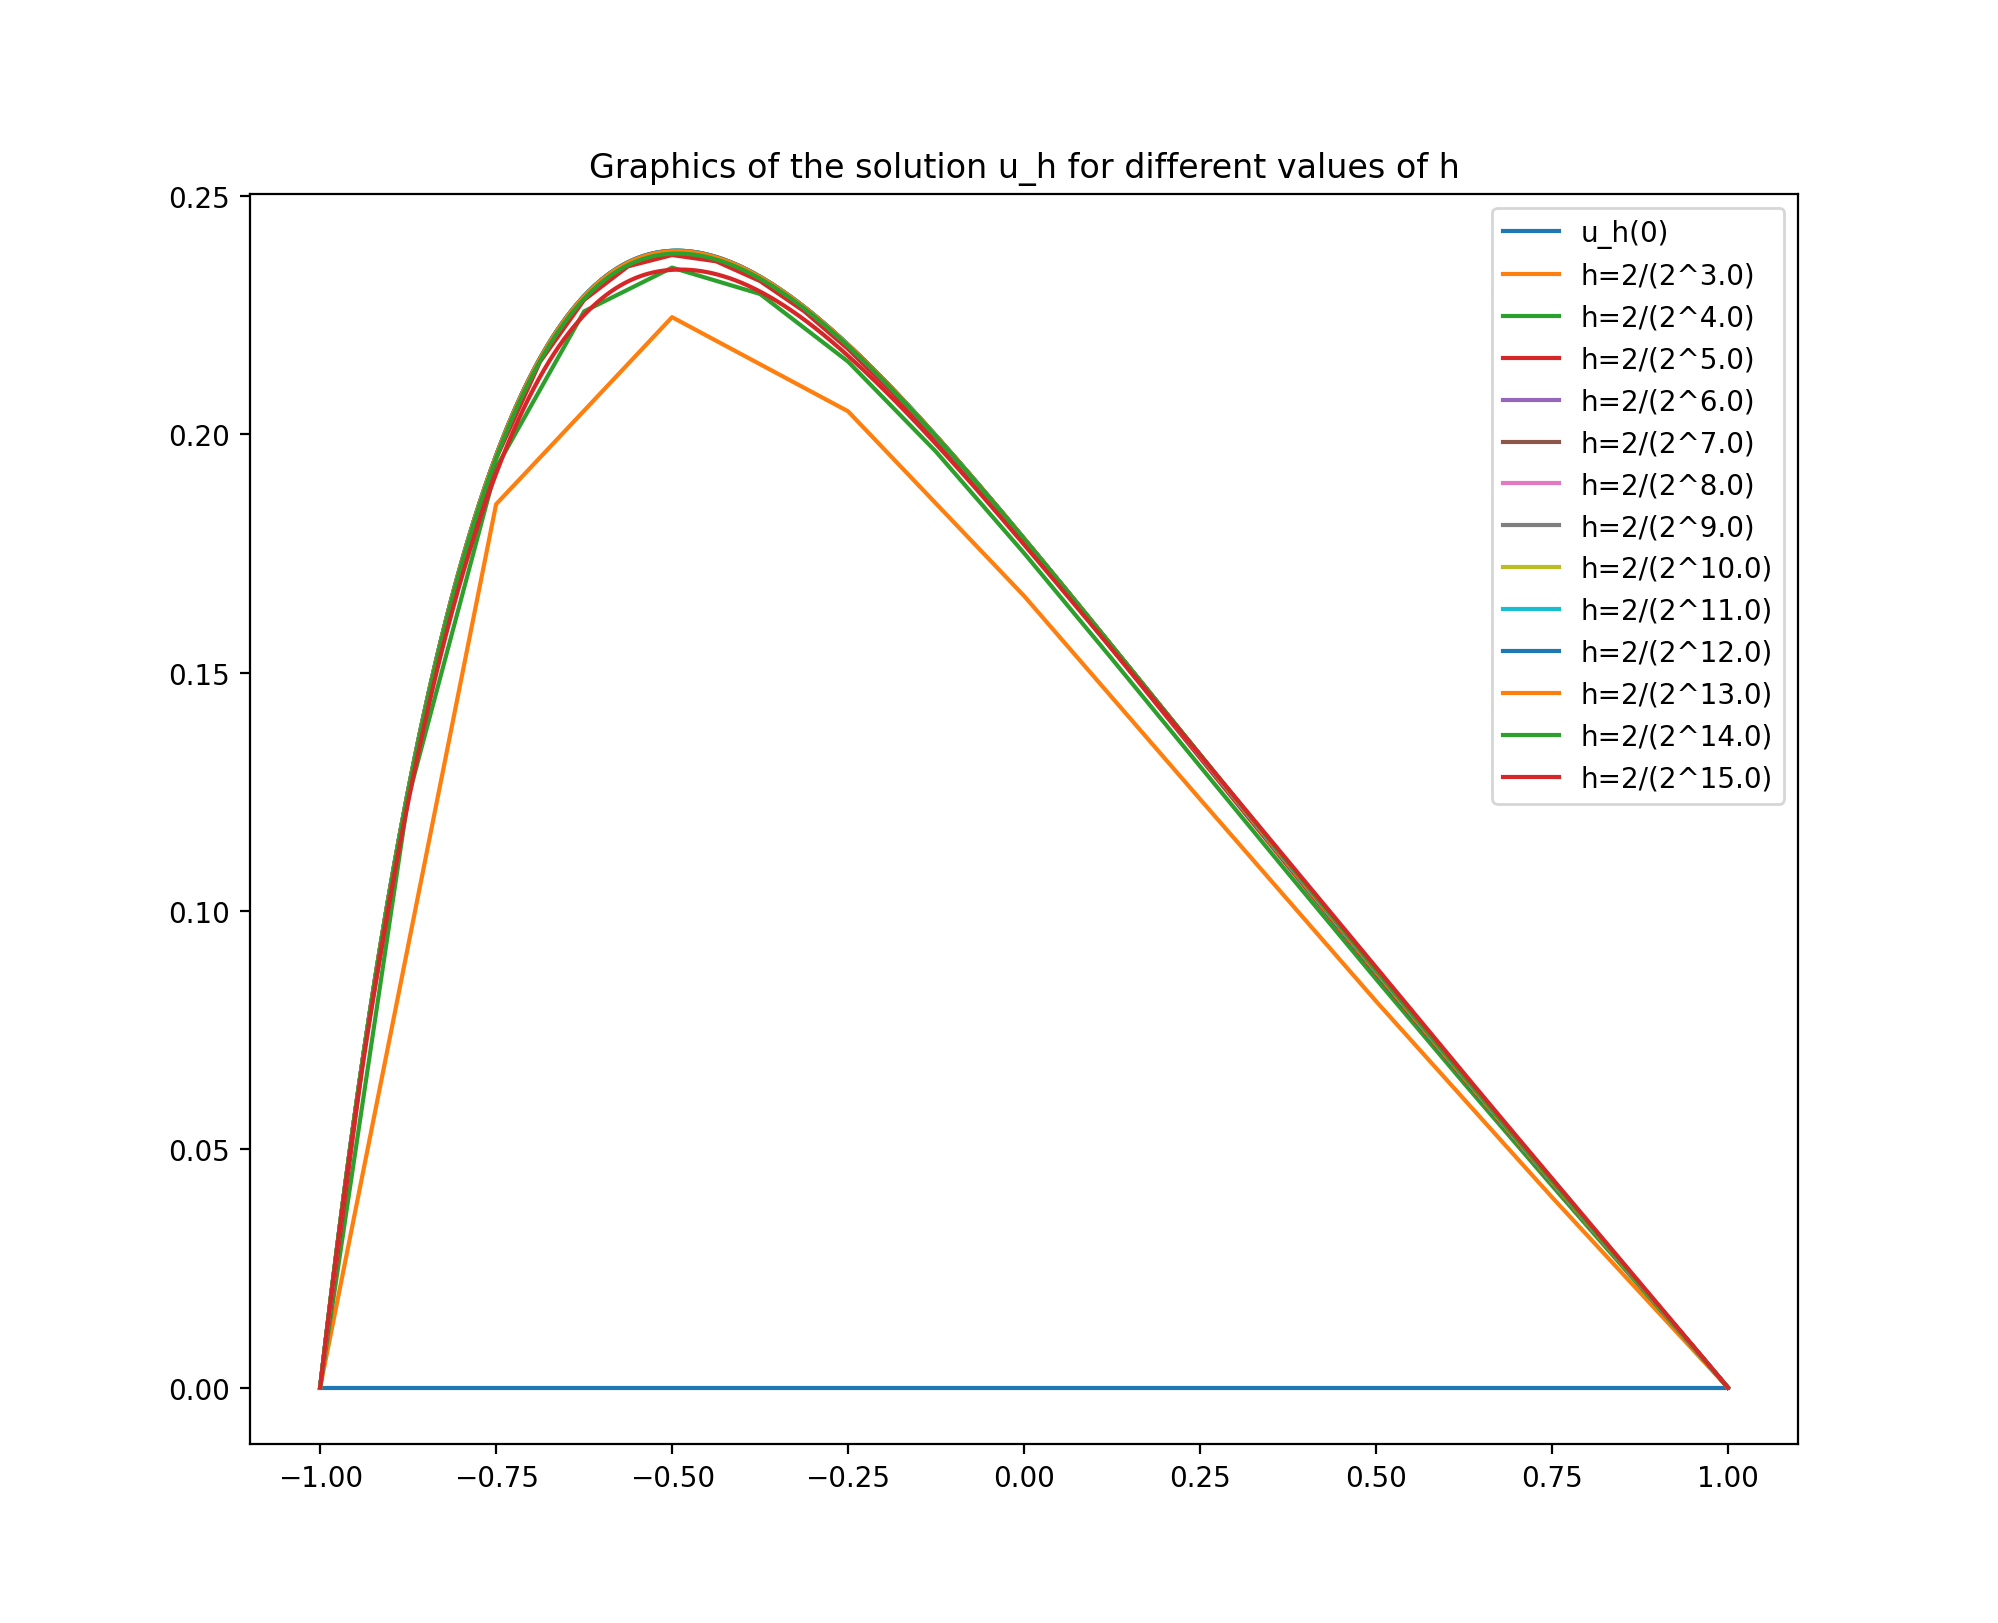 Graphics of the solution u_h for different values of h
0.25
0.20
0.15
0.10
0.05
0.00
−1.00 −0.75 −0.50 −0.25 0.00 0.25 0.50 0.75 1.00
u_h(0)
h=2/(2^3.0)
h=2/(2^4.0)
h=2/(2^5.0)
h=2/(2^6.0)
h=2/(2^7.0)
h=2/(2^8.0)
h=2/(2^9.0)
h=2/(2^10.0)
h=2/(2^11.0)
h=2/(2^12.0)
h=2/(2^13.0)
h=2/(2^14.0)
h=2/(2^15.0)